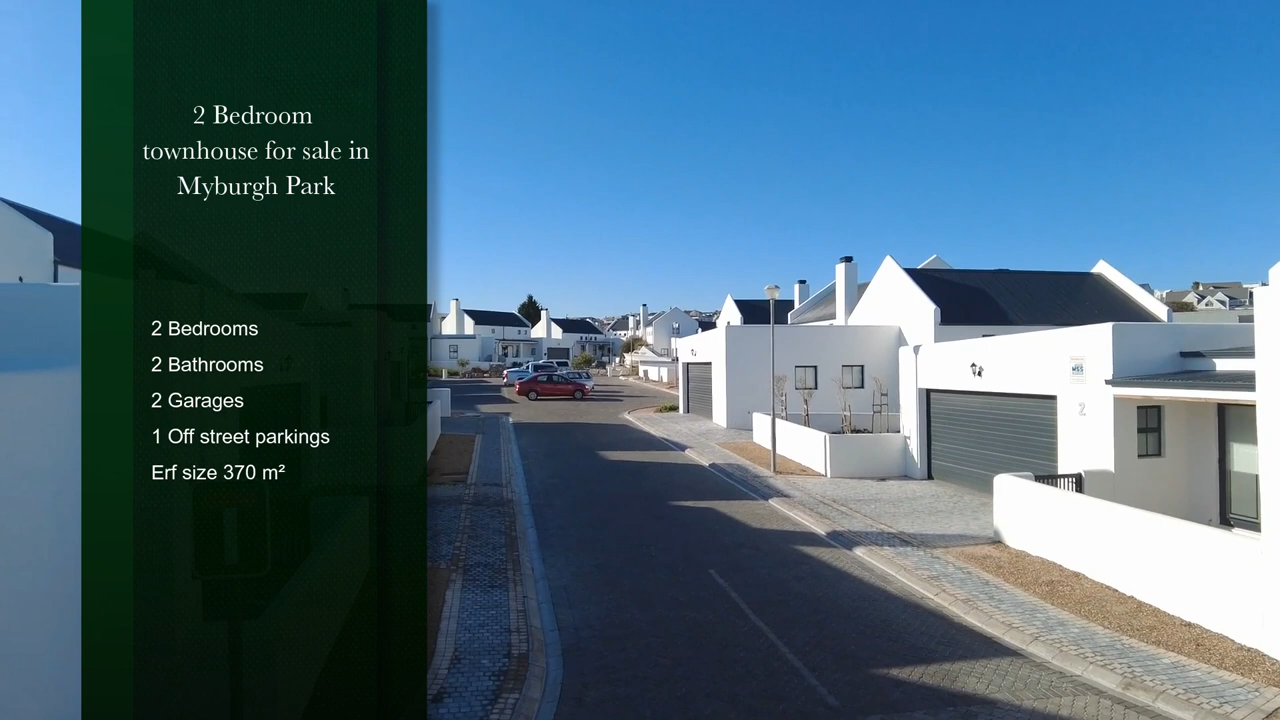 2 Bedroom
townhouse for sale in
Myburgh Park
2 Bedrooms
2 Bathrooms
2 Garages
1 Off street parkings
Erf size 370 m²
MSS
2